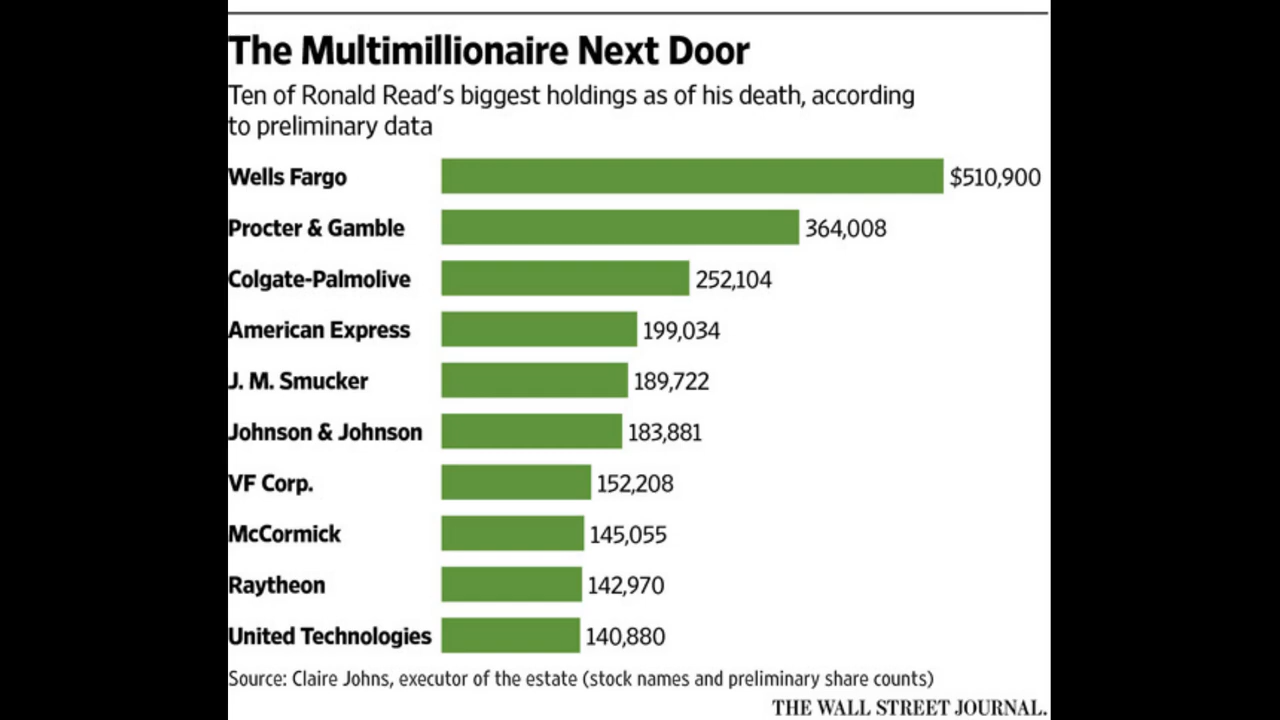 The Multimillionaire Next Door
Ten of Ronald Read's biggest holdings as of his death, according
to preliminary data
Wells Fargo $510,900
Procter & Gamble 364,008
Colgate-Palmolive 252,104
American Express 199,034
J. M. Smucker 189,722
Johnson & Johnson 183,881
VF Corp. 152,208
McCormick 145,055
Raytheon 142,970
United Technologies 140,880
Source: Claire Johns, executor of the estate (stock names and preliminary share counts)
THE WALL STREET JOURNAL.